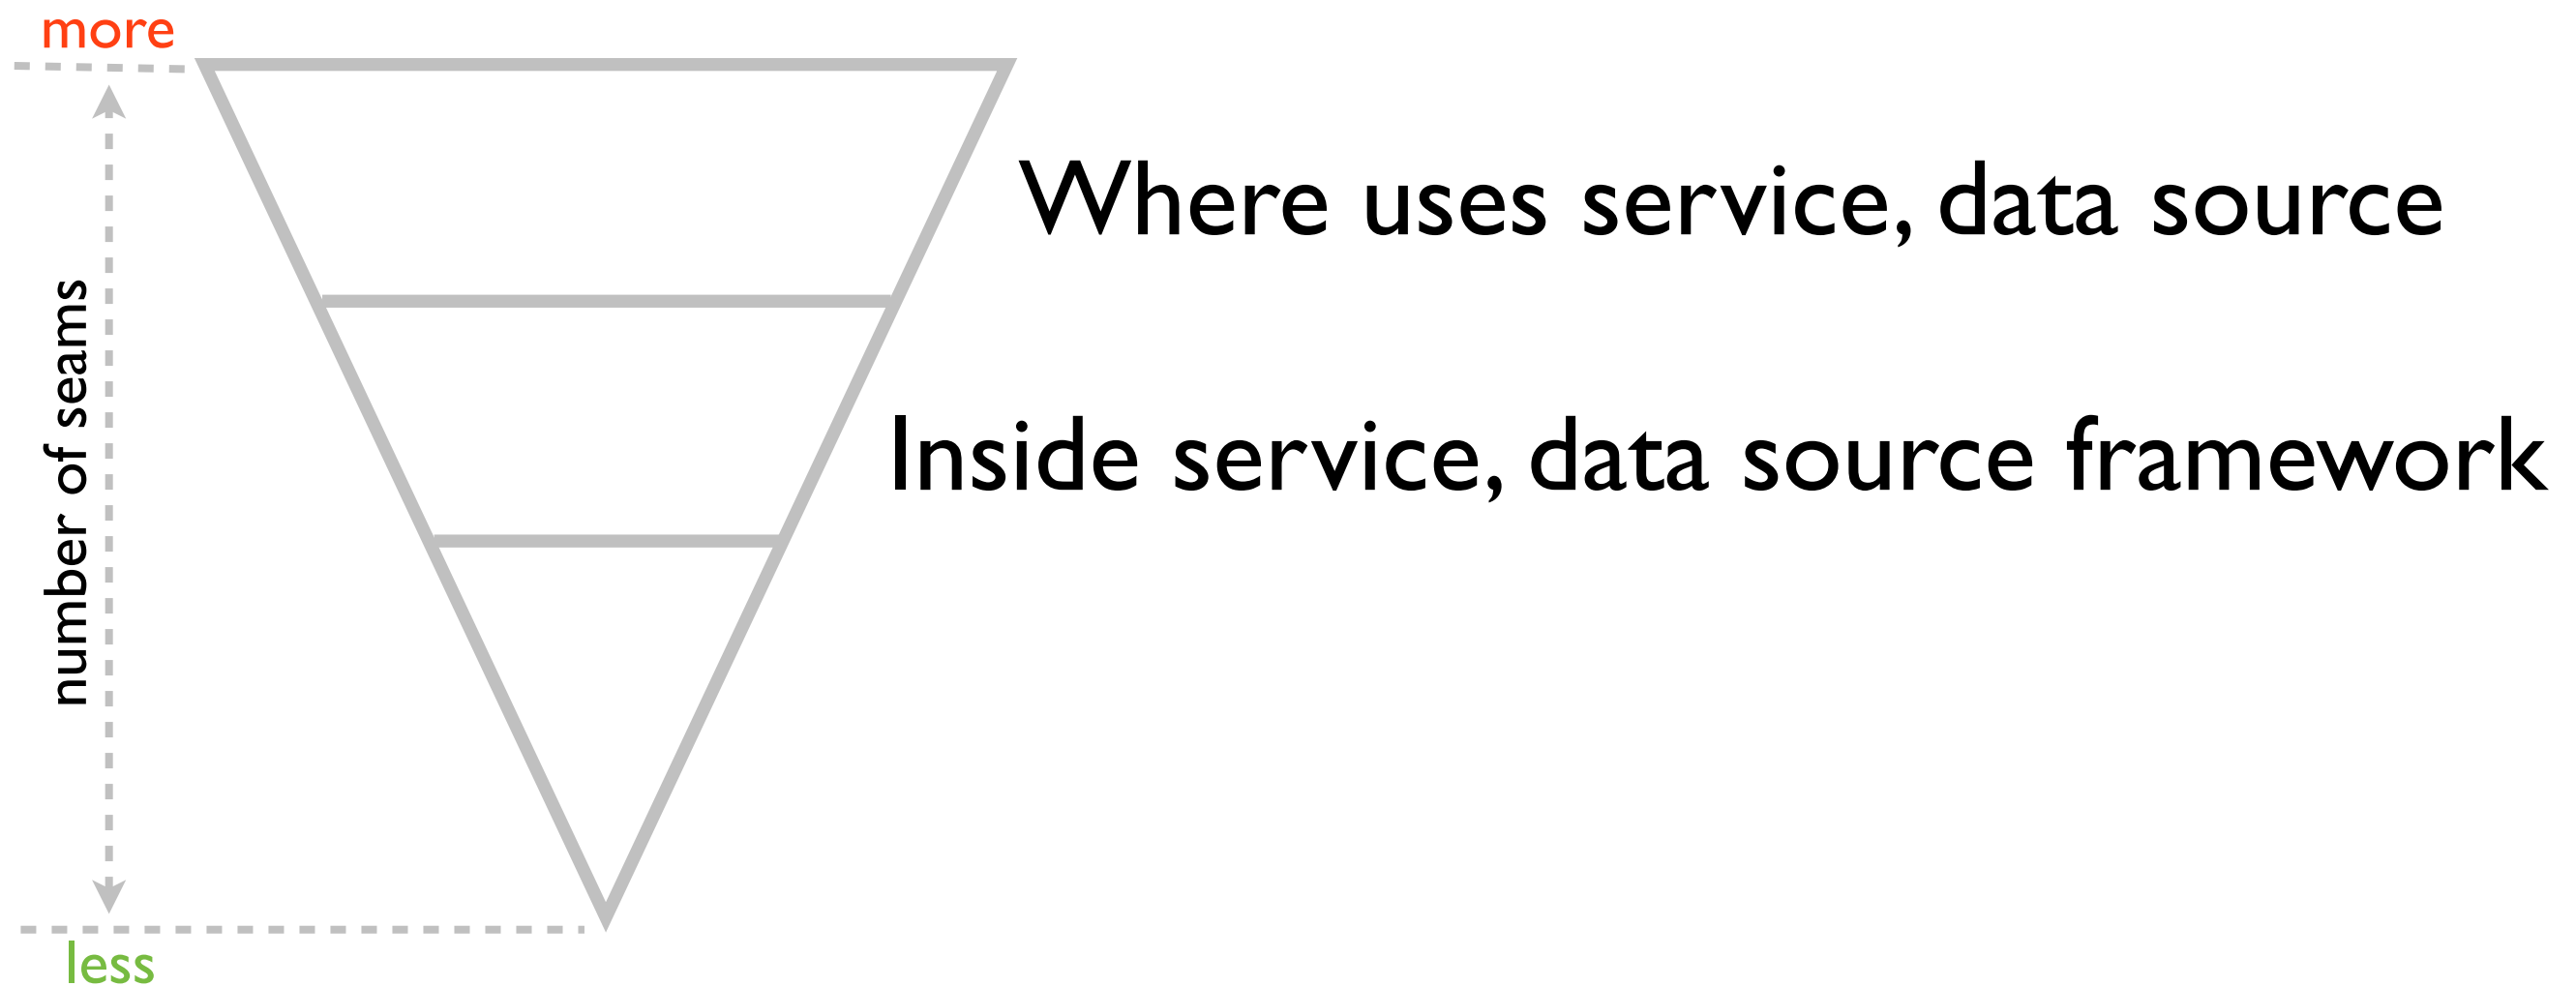 more
Where uses service, data source
number of seams
Inside service, data source framework
less